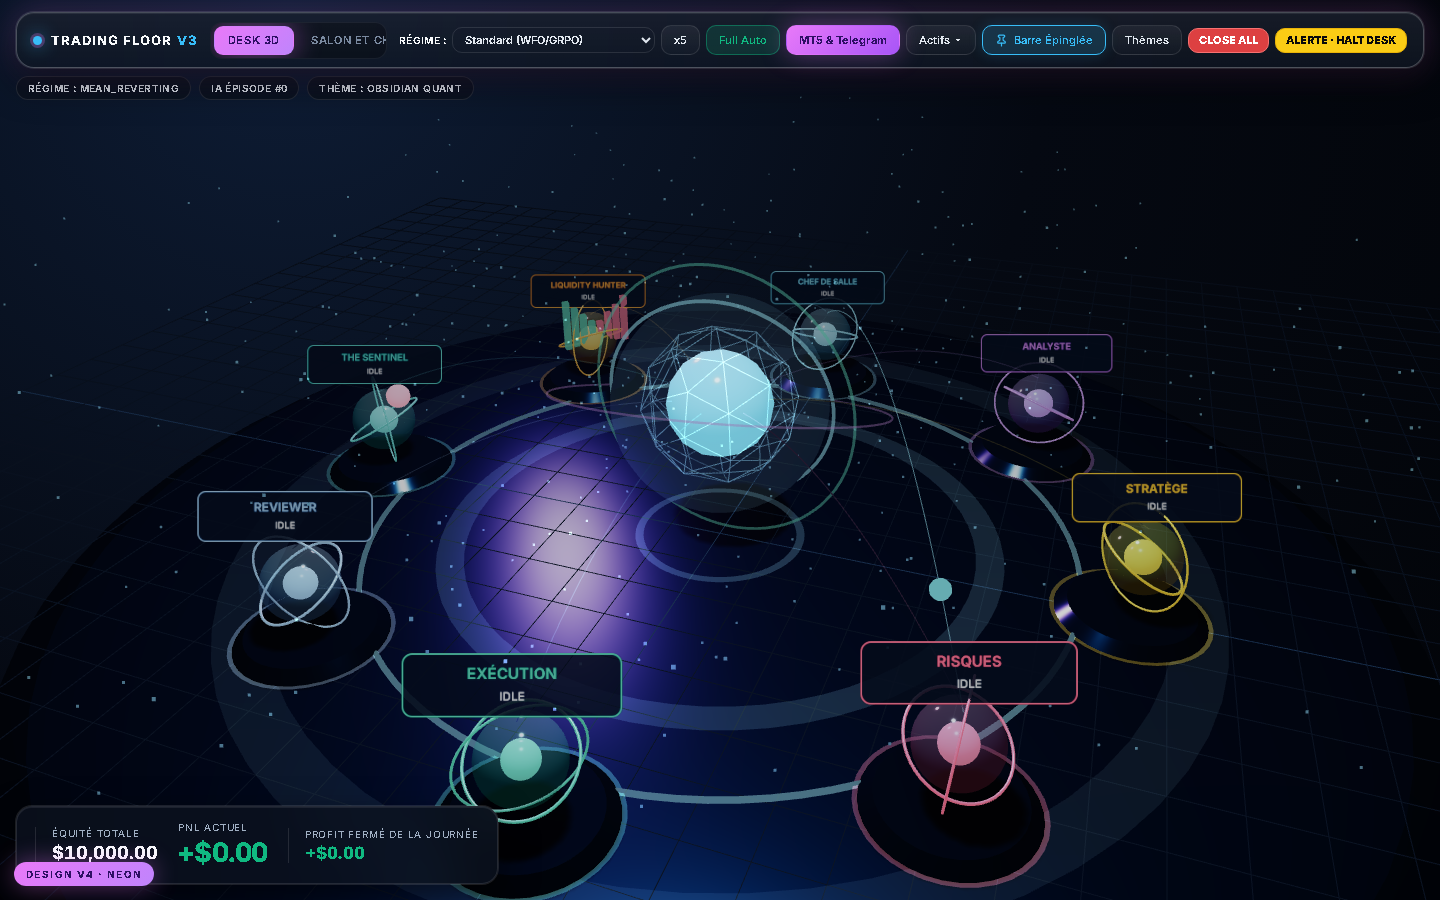 TRADING FLOOR V3
DESK 3D
SALON ET CH
RÉGIME :
Standard (WFO/GRPO)
x5
Full Auto
MT5 & Telegram
Actifs
Barre Épinglée
Thèmes
CLOSE ALL
ALERTE · HALT DESK
RÉGIME : MEAN_REVERTING
IA ÉPISODE #0
THÈME : OBSIDIAN QUANT
LIQUIDITY HUNTER
IDLE
CHEF DE SALLE
IDLE
THE SENTINEL
IDLE
ANALYSTE
IDLE
REVIEWER
IDLE
STRATÈGE
IDLE
EXÉCUTION
IDLE
RISQUES
IDLE
ÉQUITÉ TOTALE
$10,000.00
PNL ACTUEL
+$0.00
PROFIT FERMÉ DE LA JOURNÉE
+$0.00
DESIGN V4 · NEON